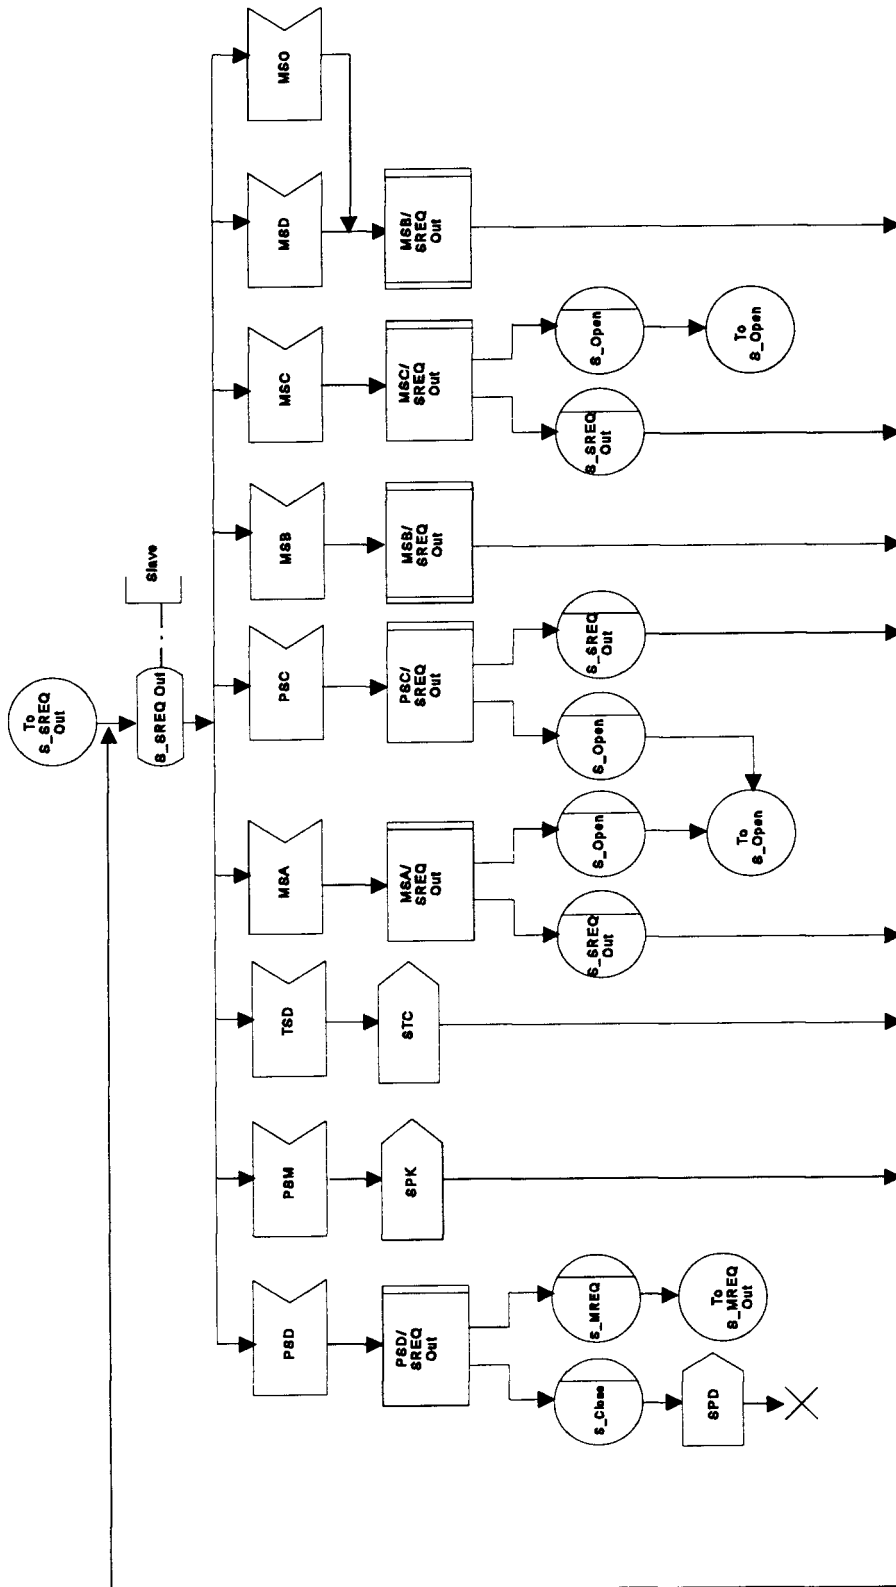 To
S_SREQ
Out
S_SREQ Out
Slave
PSD
PSM
TSD
MSA
PSC
MSB
MSC
MSD
MSO
PSD/
SREQ
Out
SPK
STC
MSA/
SREQ
Out
PSC/
SREQ
Out
MSB/
SREQ
Out
MSC/
SREQ
Out
MSB/
SREQ
Out
S_Close
S_MREQ
S_SREQ
Out
S_Open
S_Open
S_SREQ
Out
S_SREQ
Out
S_Open
SPD
To
S_MREQ
Out
To
S_Open
To
S_Open